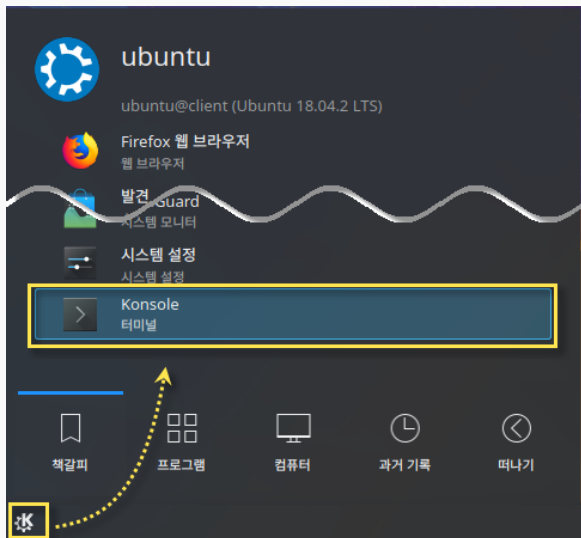 ubuntu
ubuntu@client (Ubuntu 18.04.2 LTS)
Firefox 웹 브라우저
웹 브라우저
발견
Guard
시스템 모니터
시스템 설정
시스템 설정
Konsole
터미널
책갈피 프로그램 컴퓨터 과거 기록 떠나기